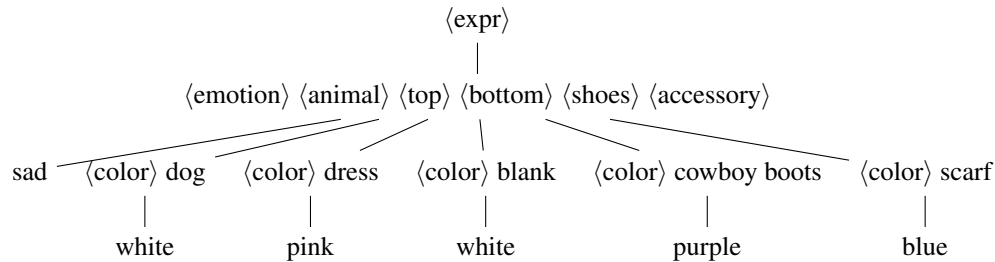 ⟨expr⟩
⟨emotion⟩ ⟨animal⟩ ⟨top⟩ ⟨bottom⟩ ⟨shoes⟩ ⟨accessory⟩
sad ⟨color⟩ dog ⟨color⟩ dress ⟨color⟩ blank ⟨color⟩ cowboy boots ⟨color⟩ scarf
white pink white purple blue